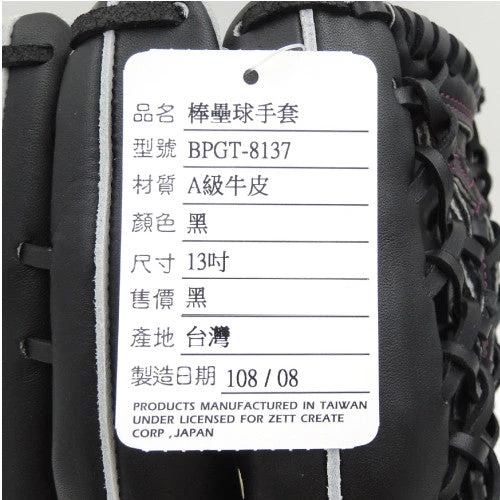 品名 棒壘球手套
型號 BPGT-8137
材質 A級牛皮
顏色 黑
尺寸 13吋
售價 黑
產地 台灣
製造日期 108 / 08
PRODUCTS MANUFACTURED IN TAIWAN
UNDER LICENSED FOR ZETT CREATE
CORP , JAPAN